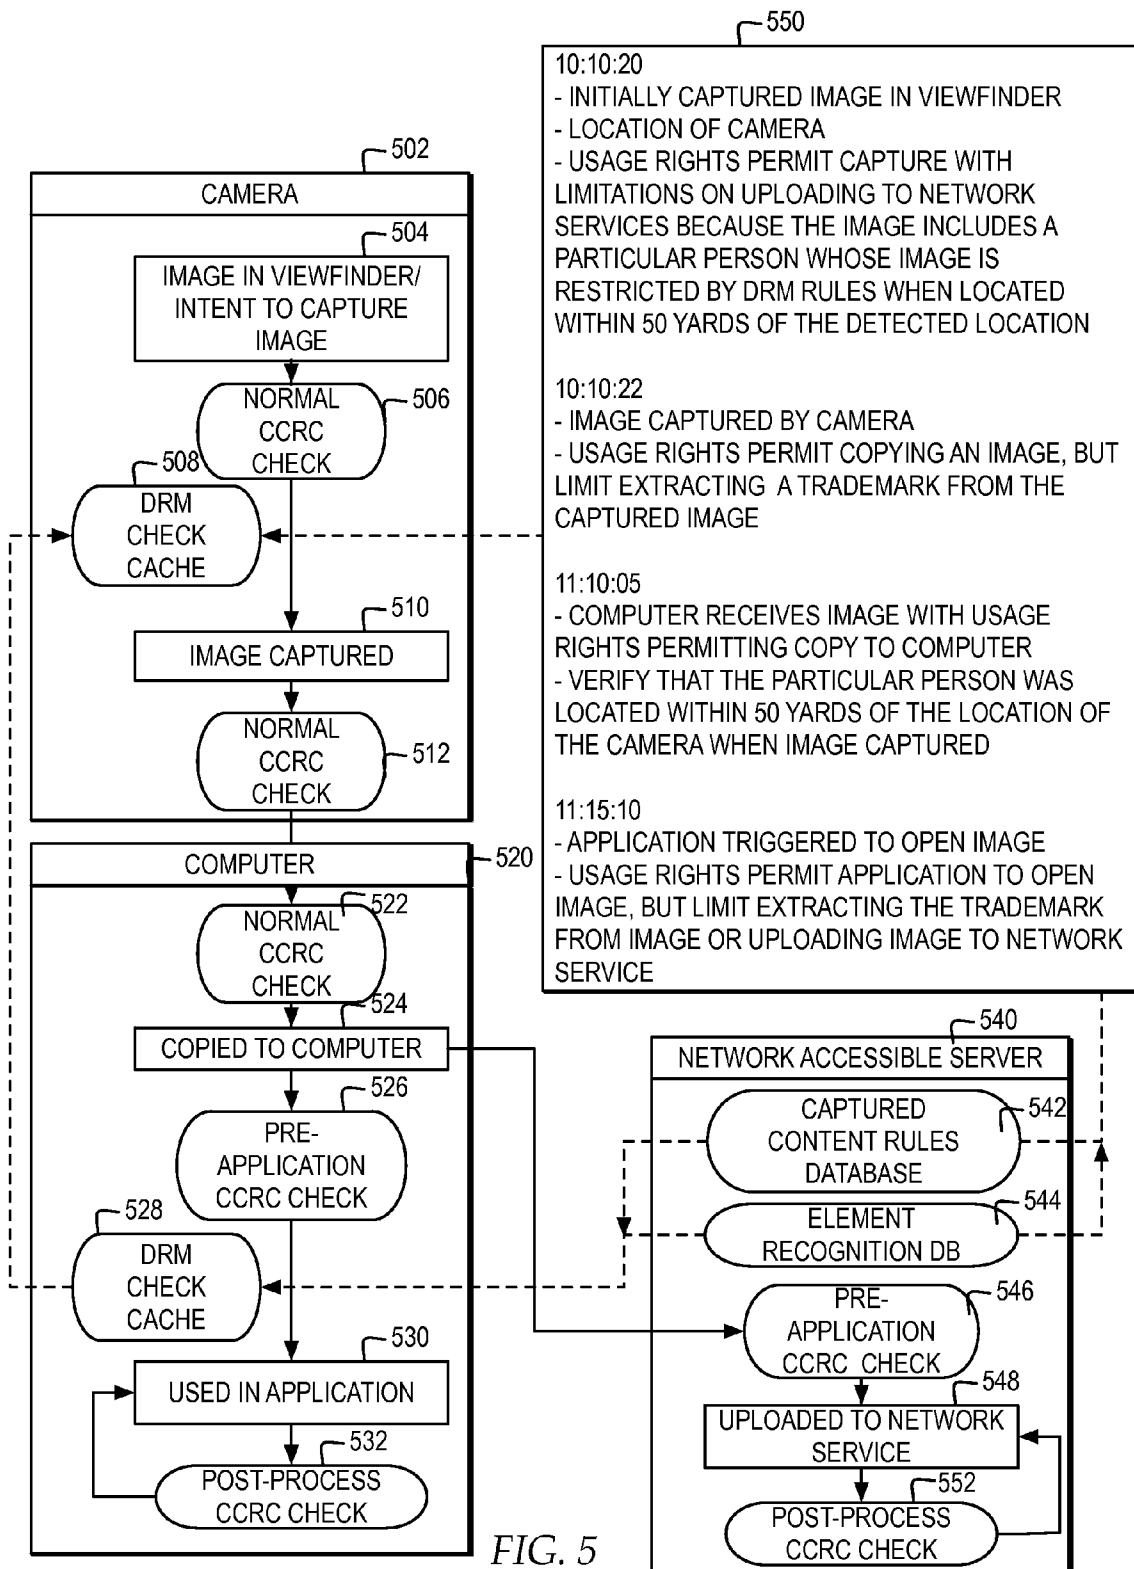 550
10:10:20
- INITIALLY CAPTURED IMAGE IN VIEWFINDER
- LOCATION OF CAMERA
- USAGE RIGHTS PERMIT CAPTURE WITH
LIMITATIONS ON UPLOADING TO NETWORK
SERVICES BECAUSE THE IMAGE INCLUDES A
PARTICULAR PERSON WHOSE IMAGE IS
RESTRICTED BY DRM RULES WHEN LOCATED
WITHIN 50 YARDS OF THE DETECTED LOCATION
10:10:22
- IMAGE CAPTURED BY CAMERA
- USAGE RIGHTS PERMIT COPYING AN IMAGE, BUT
LIMIT EXTRACTING A TRADEMARK FROM THE
CAPTURED IMAGE
11:10:05
- COMPUTER RECEIVES IMAGE WITH USAGE
RIGHTS PERMITTING COPY TO COMPUTER
- VERIFY THAT THE PARTICULAR PERSON WAS
LOCATED WITHIN 50 YARDS OF THE LOCATION OF
THE CAMERA WHEN IMAGE CAPTURED
11:15:10
- APPLICATION TRIGGERED TO OPEN IMAGE
- USAGE RIGHTS PERMIT APPLICATION TO OPEN
IMAGE, BUT LIMIT EXTRACTING THE TRADEMARK
FROM IMAGE OR UPLOADING IMAGE TO NETWORK
SERVICE
502
CAMERA
504
IMAGE IN VIEWFINDER/
INTENT TO CAPTURE
IMAGE
506
NORMAL
CCRC
CHECK
508
DRM
CHECK
CACHE
510
IMAGE CAPTURED
512
NORMAL
CCRC
CHECK
520
COMPUTER
522
NORMAL
CCRC
CHECK
524
COPIED TO COMPUTER
526
PRE-
APPLICATION
CCRC CHECK
528
DRM
CHECK
CACHE
530
USED IN APPLICATION
532
POST-PROCESS
CCRC CHECK
540
NETWORK ACCESSIBLE SERVER
542
CAPTURED
CONTENT RULES
DATABASE
544
ELEMENT
RECOGNITION DB
546
PRE-
APPLICATION
CCRC CHECK
548
UPLOADED TO NETWORK
SERVICE
552
POST-PROCESS
CCRC CHECK
FIG. 5